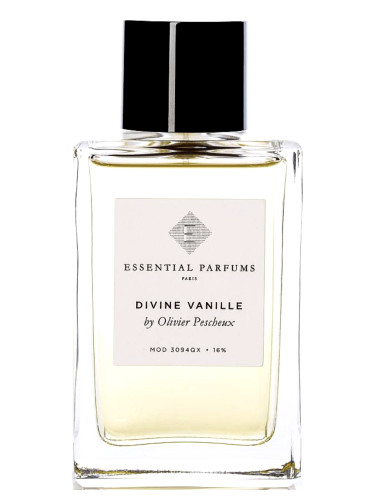 E
ESSENTIAL PARFUMS
PARIS
DIVINE VANILLE
by Olivier Pescheux
MOD 3094QX • 16%